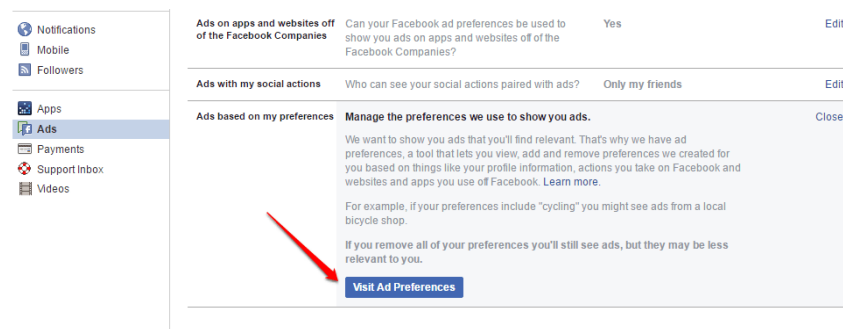 Notifications
Mobile
Followers
Apps
Ads
Payments
Support Inbox
Videos
Ads on apps and websites off
of the Facebook Companies
Can your Facebook ad preferences be used to
show you ads on apps and websites off of the
Facebook Companies?
Yes
Edit
Ads with my social actions
Who can see your social actions paired with ads?
Only my friends
Edit
Ads based on my preferences
Manage the preferences we use to show you ads.
Close
We want to show you ads that you'll find relevant. That's why we have ad
preferences, a tool that lets you view, add and remove preferences we created for
you based on things like your profile information, actions you take on Facebook and
websites and apps you use off Facebook. Learn more.
For example, if your preferences include "cycling" you might see ads from a local
bicycle shop.
If you remove all of your preferences you'll still see ads, but they may be less
relevant to you.
Visit Ad Preferences